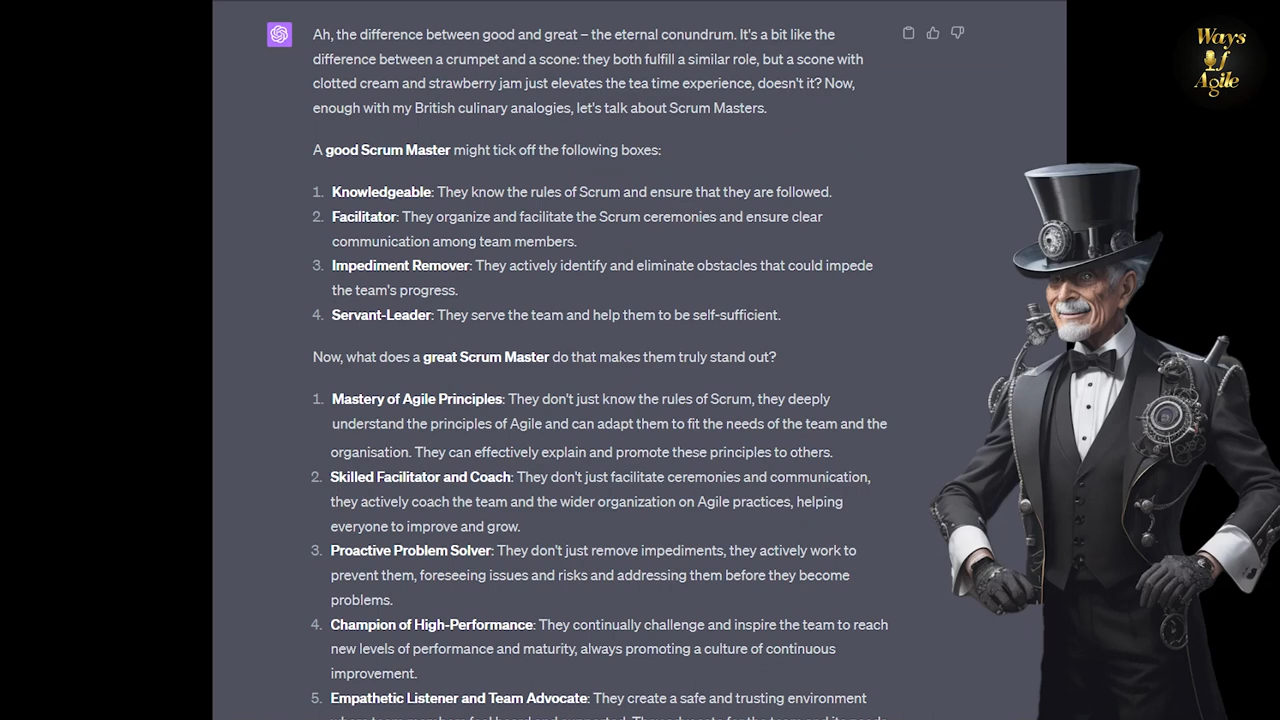 Ah, the difference between good and great – the eternal conundrum. It's a bit like the
difference between a crumpet and a scone: they both fulfill a similar role, but a scone with
clotted cream and strawberry jam just elevates the tea time experience, doesn't it? Now,
enough with my British culinary analogies, let's talk about Scrum Masters.
A good Scrum Master might tick off the following boxes:
1. Knowledgeable: They know the rules of Scrum and ensure that they are followed.
2. Facilitator: They organize and facilitate the Scrum ceremonies and ensure clear
communication among team members.
3. Impediment Remover: They actively identify and eliminate obstacles that could impede
the team's progress.
4. Servant-Leader: They serve the team and help them to be self-sufficient.
Now, what does a great Scrum Master do that makes them truly stand out?
1. Mastery of Agile Principles: They don't just know the rules of Scrum, they deeply
understand the principles of Agile and can adapt them to fit the needs of the team and the
organisation. They can effectively explain and promote these principles to others.
2. Skilled Facilitator and Coach: They don't just facilitate ceremonies and communication,
they actively coach the team and the wider organization on Agile practices, helping
everyone to improve and grow.
3. Proactive Problem Solver: They don't just remove impediments, they actively work to
prevent them, foreseeing issues and risks and addressing them before they become
problems.
4. Champion of High-Performance: They continually challenge and inspire the team to reach
new levels of performance and maturity, always promoting a culture of continuous
improvement.
5. Empathetic Listener and Team Advocate: They create a safe and trusting environment
Ways
Of
Agile